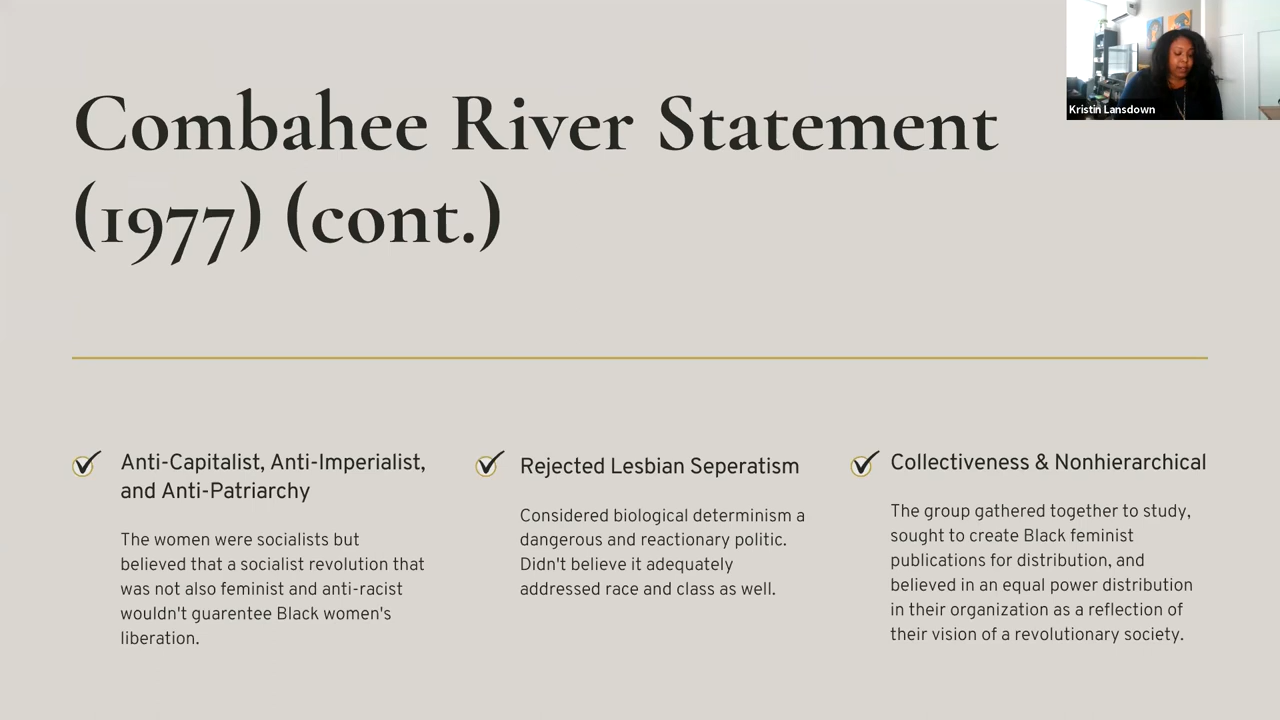 Combahee River Statement
(1977) (cont.)
Kristin Lansdown
Anti-Capitalist, Anti-Imperialist,
and Anti-Patriarchy
The women were socialists but
believed that a socialist revolution that
was not also feminist and anti-racist
wouldn't guarentee Black women's
liberation.
Rejected Lesbian Seperatism
Considered biological determinism a
dangerous and reactionary politic.
Didn't believe it adequately
addressed race and class as well.
Collectiveness & Nonhierarchical
The group gathered together to study,
sought to create Black feminist
publications for distribution, and
believed in an equal power distribution
in their organization as a reflection of
their vision of a revolutionary society.